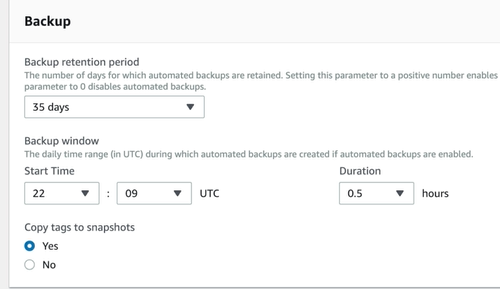 Backup
Backup retention period
The number of days for which automated backups are retained. Setting this parameter to a positive number enables
parameter to 0 disables automated backups.
35 days
Backup window
The daily time range (in UTC) during which automated backups are created if automated backups are enabled.
Start Time Duration
22 : 09 UTC 0.5 hours
Copy tags to snapshots
Yes
No